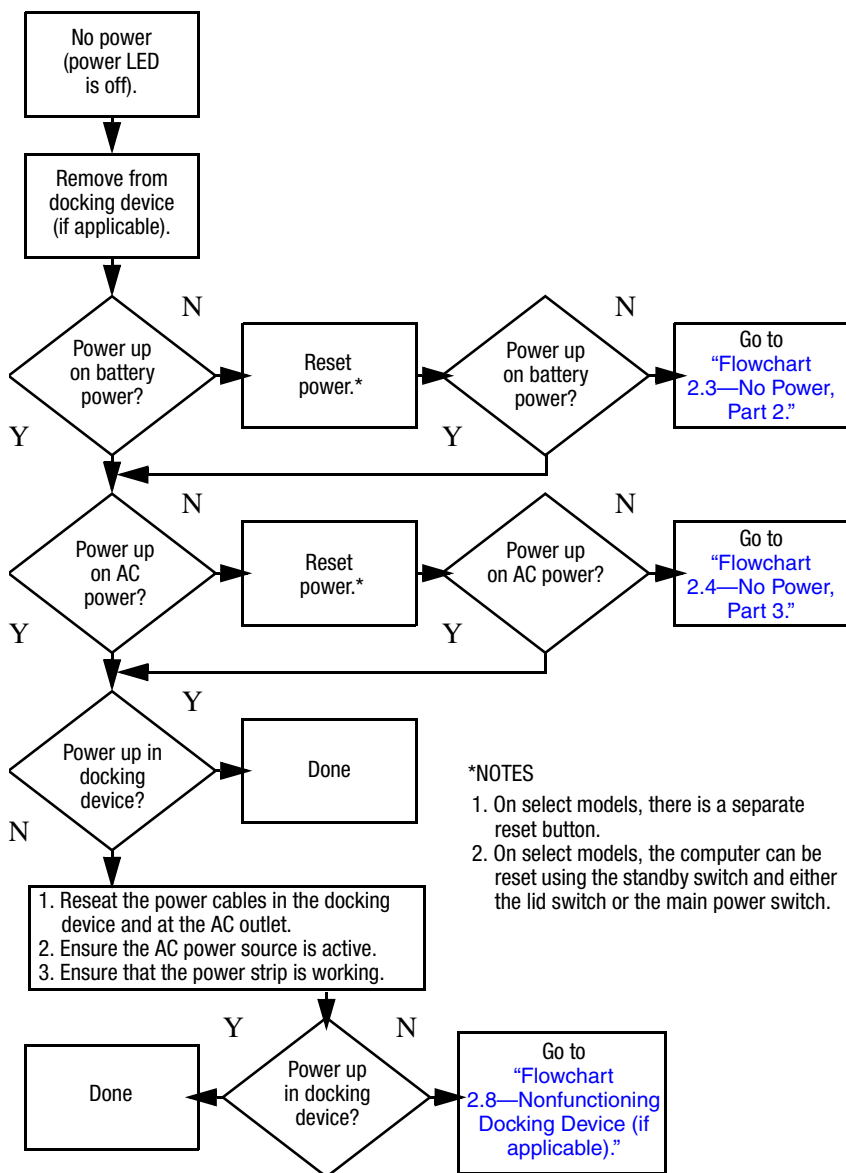 No power
(power LED
is off).
Remove from
docking device
(if applicable).
N
N
Power up
on battery
power?
Reset
power.*
Power up
on battery
power?
Go to
“Flowchart
2.3—No Power,
Part 2.”
Y
Y
N
N
Power up
on AC
power?
Reset
power.*
Power up
on AC power?
Go to
“Flowchart
2.4—No Power,
Part 3.”
Y
Y
Y
Power up in
docking
device?
Done
N
*NOTES
1. On select models, there is a separate
reset button.
2. On select models, the computer can be
reset using the standby switch and either
the lid switch or the main power switch.
1. Reseat the power cables in the docking
device and at the AC outlet.
2. Ensure the AC power source is active.
3. Ensure that the power strip is working.
Y
N
Done
Power up
in docking
device?
Go to
“Flowchart
2.8—Nonfunctioning
Docking Device (if
applicable).”